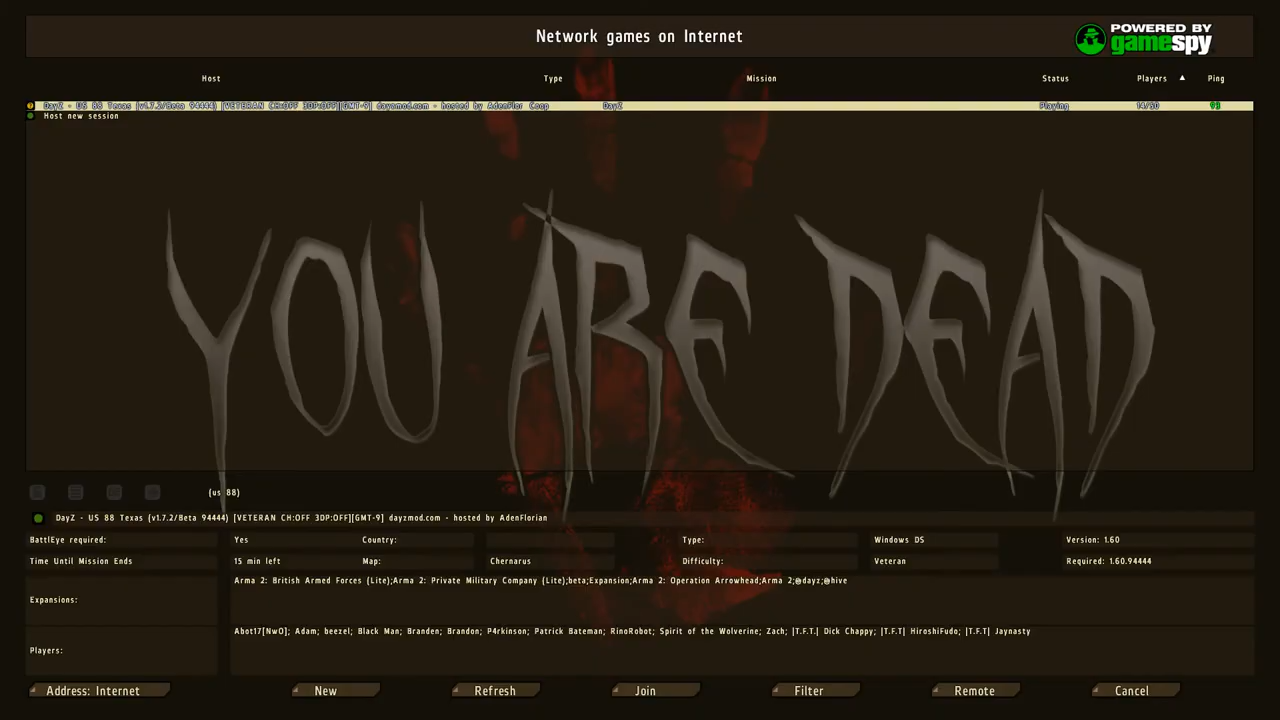 Network games on Internet
POWERED BY
gamespy
Host Type Mission Status Players Ping
DayZ - US 88 Texas (v1.7.2/Beta 94444) [VETERAN CH:OFF 3DP:OFF][GMT-9] dayzmod.com - hosted by AdenFlor Coop DayZ Playing 14/50 93
Host new session
YOU ARE DEAD
(us 88)
DayZ - US 88 Texas (v1.7.2/Beta 94444) [VETERAN CH:OFF 3DP:OFF][GMT-9] dayzmod.com - hosted by AdenFlorian
BattlEye required: Yes Country: Type: Windows DS Version: 1.60
Time Until Mission Ends 15 min left Map: Chernarus Difficulty: Veteran Required: 1.60.94444
Expansions: Arma 2: British Armed Forces (Lite);Arma 2: Private Military Company (Lite);beta;Expansion;Arma 2: Operation Arrowhead;Arma 2;@dayz;@hive
Players: Abot17[NwO]; Adam; beezel; Black Man; Branden; Brandon; P4rkinson; Patrick Bateman; RinoRobot; Spirit of the Wolverine; Zach; |T.F.T.| Dick Chappy; |T.F.T| HiroshiFudo; |T.F.T| Jaynasty
Address: Internet New Refresh Join Filter Remote Cancel